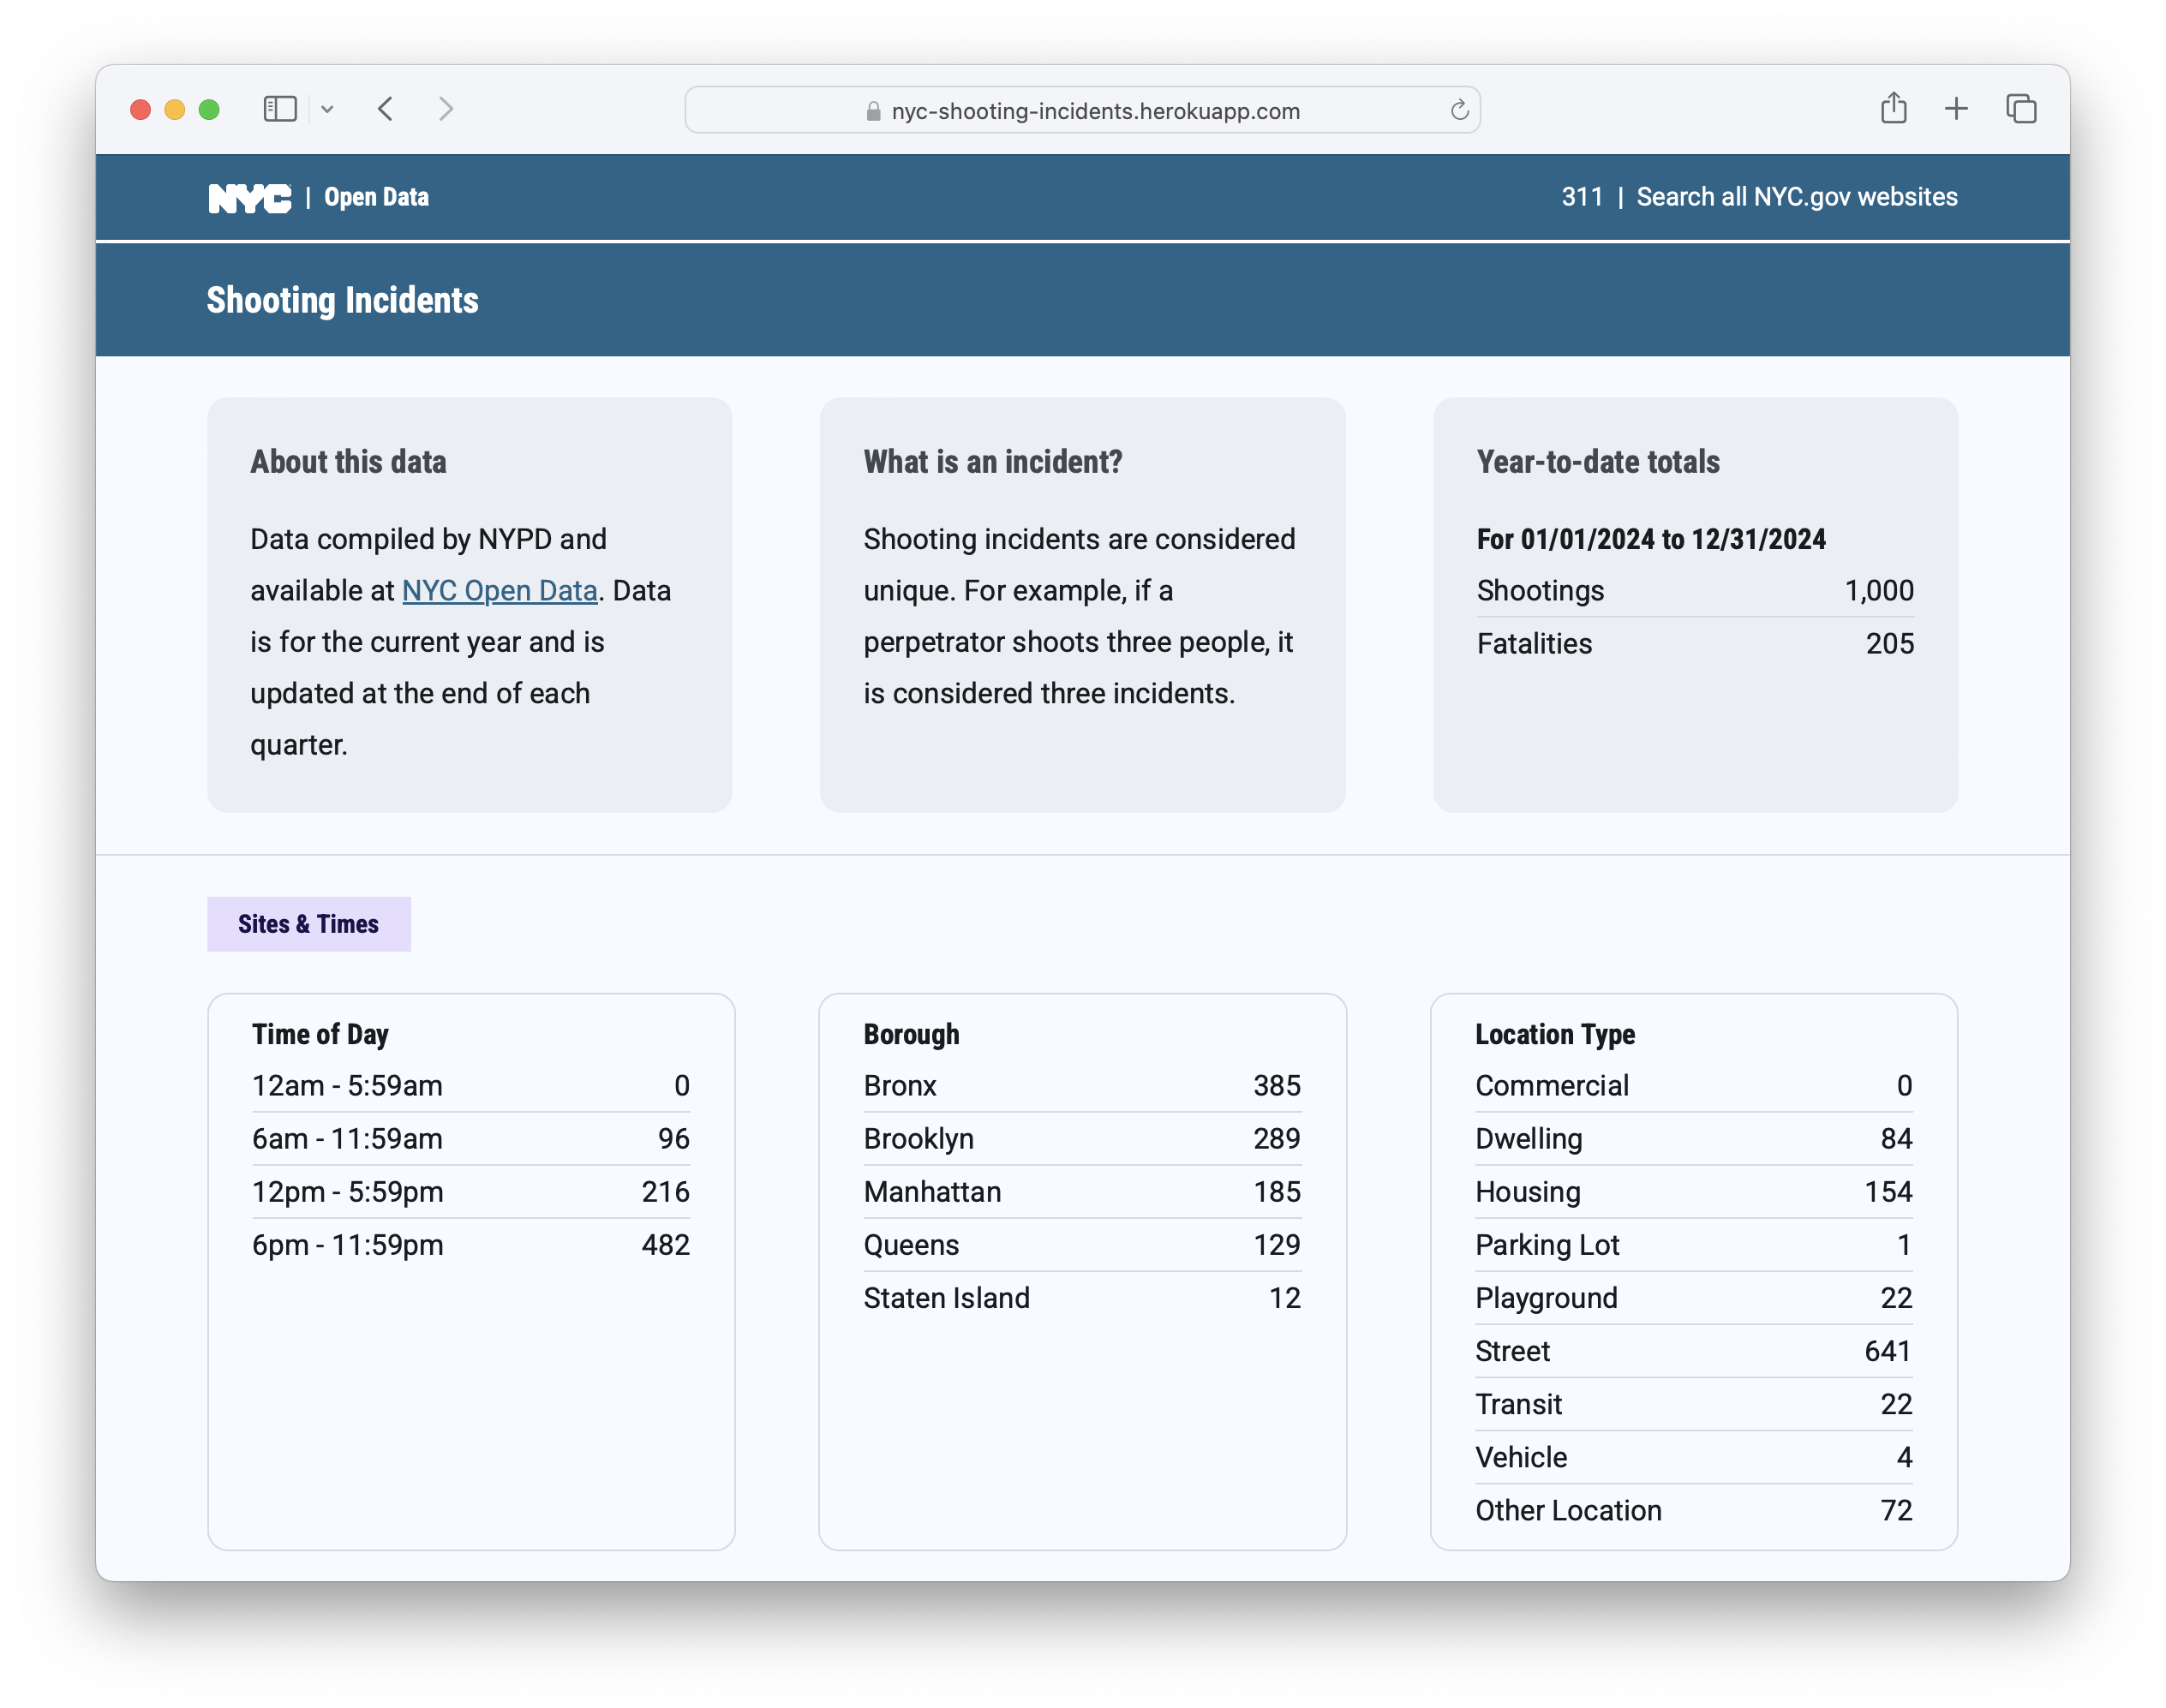 nyc-shooting-incidents.herokuapp.com
NYC | Open Data
311 | Search all NYC.gov websites
Shooting Incidents
About this data
Data compiled by NYPD and
available at NYC Open Data. Data
is for the current year and is
updated at the end of each
quarter.
What is an incident?
Shooting incidents are considered
unique. For example, if a
perpetrator shoots three people, it
is considered three incidents.
Year-to-date totals
For 01/01/2024 to 12/31/2024
Shootings 1,000
Fatalities 205
Sites & Times
Time of Day
12am - 5:59am 0
6am - 11:59am 96
12pm - 5:59pm 216
6pm - 11:59pm 482
Borough
Bronx 385
Brooklyn 289
Manhattan 185
Queens 129
Staten Island 12
Location Type
Commercial 0
Dwelling 84
Housing 154
Parking Lot 1
Playground 22
Street 641
Transit 22
Vehicle 4
Other Location 72